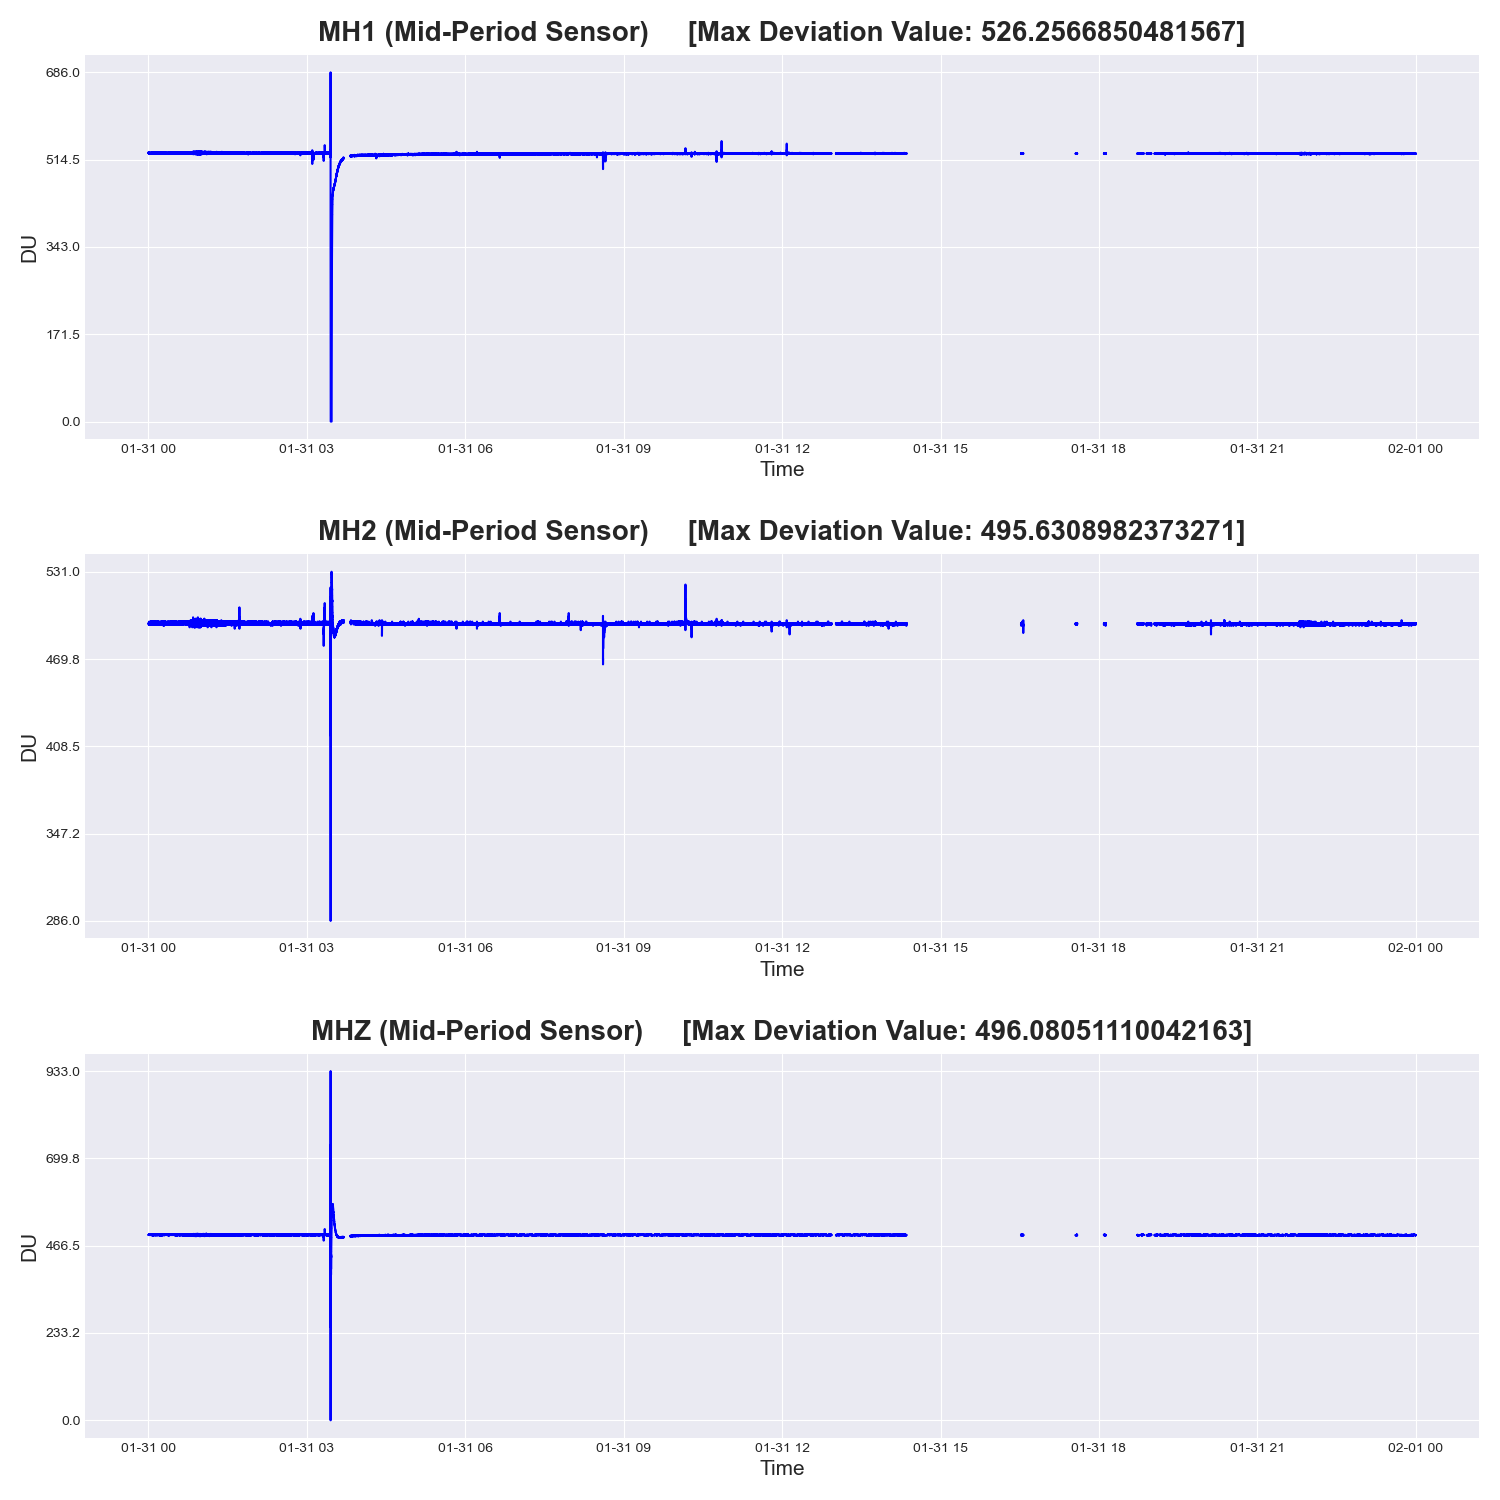 MH1 (Mid-Period Sensor) [Max Deviation Value: 526.2566850481567]
686.0
514.5
343.0
171.5
0.0
DU
01-31 00 01-31 03 01-31 06 01-31 09 01-31 12 01-31 15 01-31 18 01-31 21 02-01 00
Time
MH2 (Mid-Period Sensor) [Max Deviation Value: 495.6308982373271]
531.0
469.8
408.5
347.2
286.0
DU
01-31 00 01-31 03 01-31 06 01-31 09 01-31 12 01-31 15 01-31 18 01-31 21 02-01 00
Time
MHZ (Mid-Period Sensor) [Max Deviation Value: 496.08051110042163]
933.0
699.8
466.5
233.2
0.0
DU
01-31 00 01-31 03 01-31 06 01-31 09 01-31 12 01-31 15 01-31 18 01-31 21 02-01 00
Time